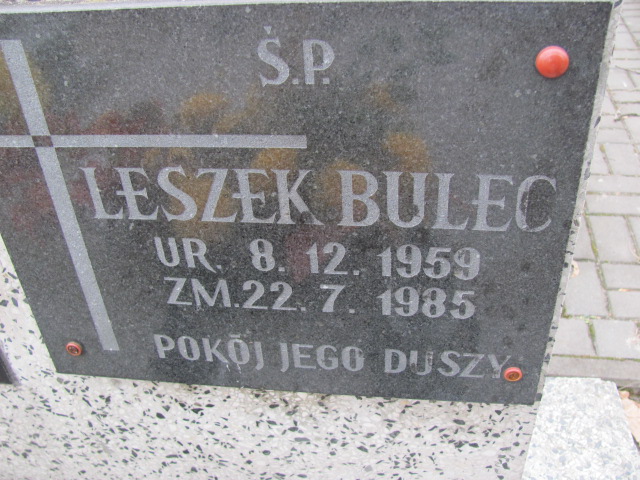 Ś.P.
LESZEK BULEC
UR. 8. 12. 1959
ZM. 22. 7. 1985
POKÓJ JEGO DUSZY